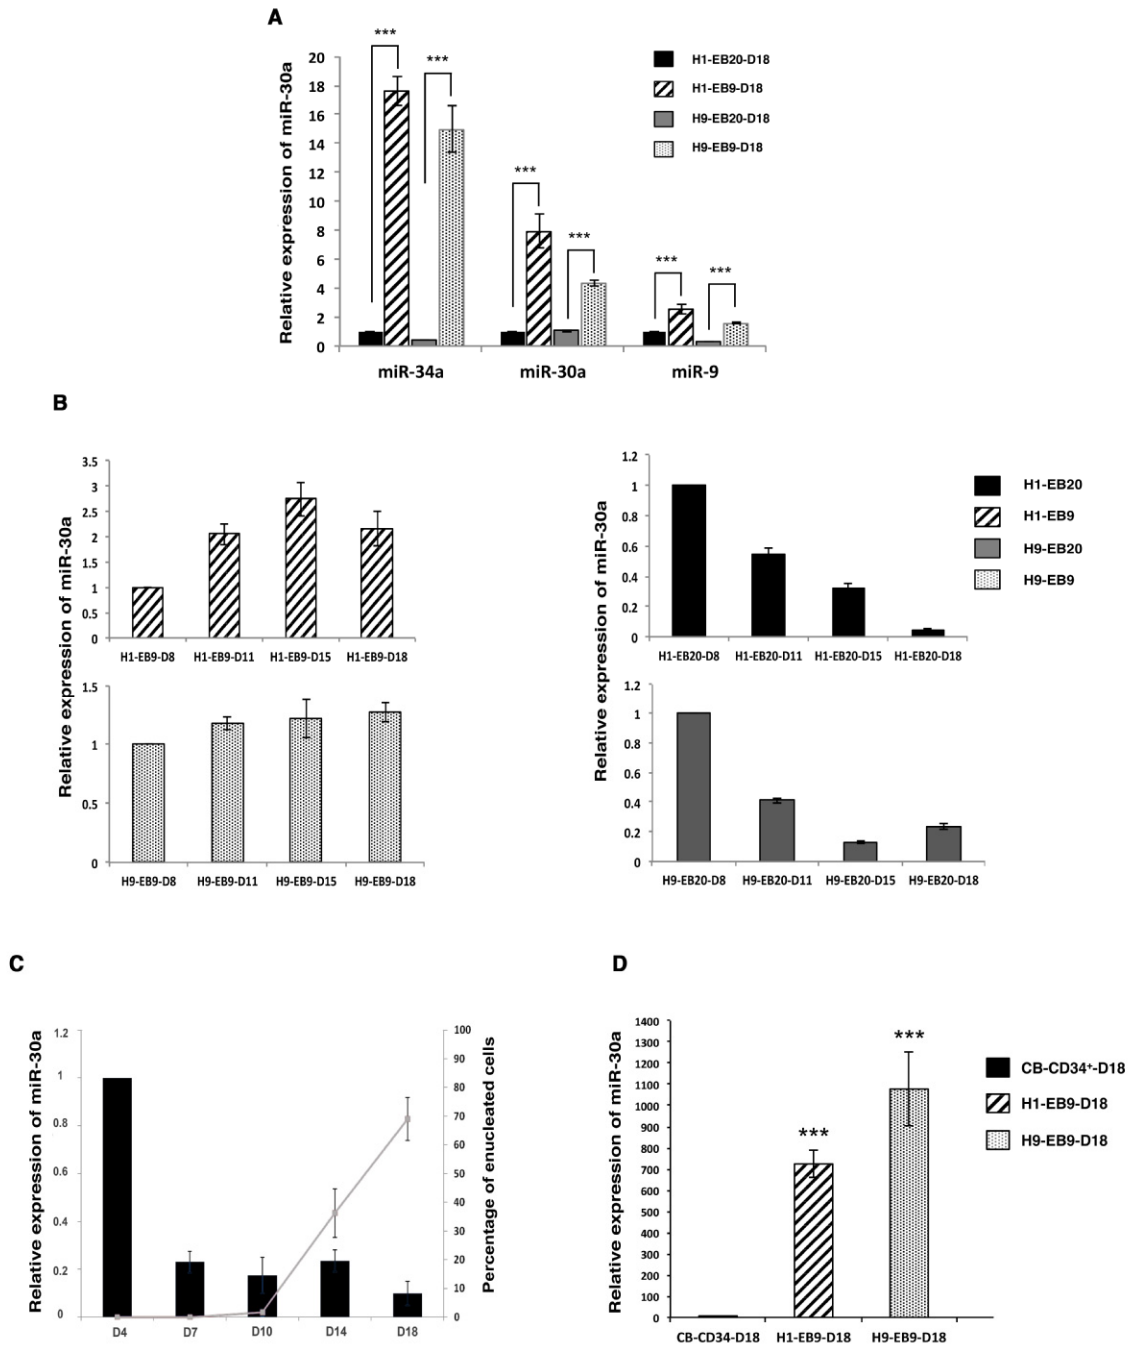 A
Relative expression of miR-30a
20
18
16
14
12
10
8
6
4
2
0
***
***
***
***
***
***
miR-34a miR-30a miR-9
H1-EB20-D18
H1-EB9-D18
H9-EB20-D18
H9-EB9-D18
B
Relative expression of miR-30a
3.5
3
2.5
2
1.5
1
0.5
0
H1-EB9-D8 H1-EB9-D11 H1-EB9-D15 H1-EB9-D18
1.5
1
0.5
0
H9-EB9-D8 H9-EB9-D11 H9-EB9-D15 H9-EB9-D18
Relative expression of miR-30a
1.2
1
0.8
0.6
0.4
0.2
0
H1-EB20-D8 H1-EB20-D11 H1-EB20-D15 H1-EB20-D18
1.2
1
0.8
0.6
0.4
0.2
0
H9-EB20-D8 H9-EB20-D11 H9-EB20-D15 H9-EB20-D18
H1-EB20
H1-EB9
H9-EB20
H9-EB9
C
Relative expression of miR-30a
1.2
1
0.8
0.6
0.4
0.2
0
D4 D7 D10 D14 D18
100
90
80
70
60
50
40
30
20
10
0
Percentage of enucleated cells
D
Relative expression of miR-30a
1400
1300
1200
1100
1000
900
800
700
600
500
400
300
200
100
0
***
***
CB-CD34-D18 H1-EB9-D18 H9-EB9-D18
CB-CD34⁺-D18
H1-EB9-D18
H9-EB9-D18